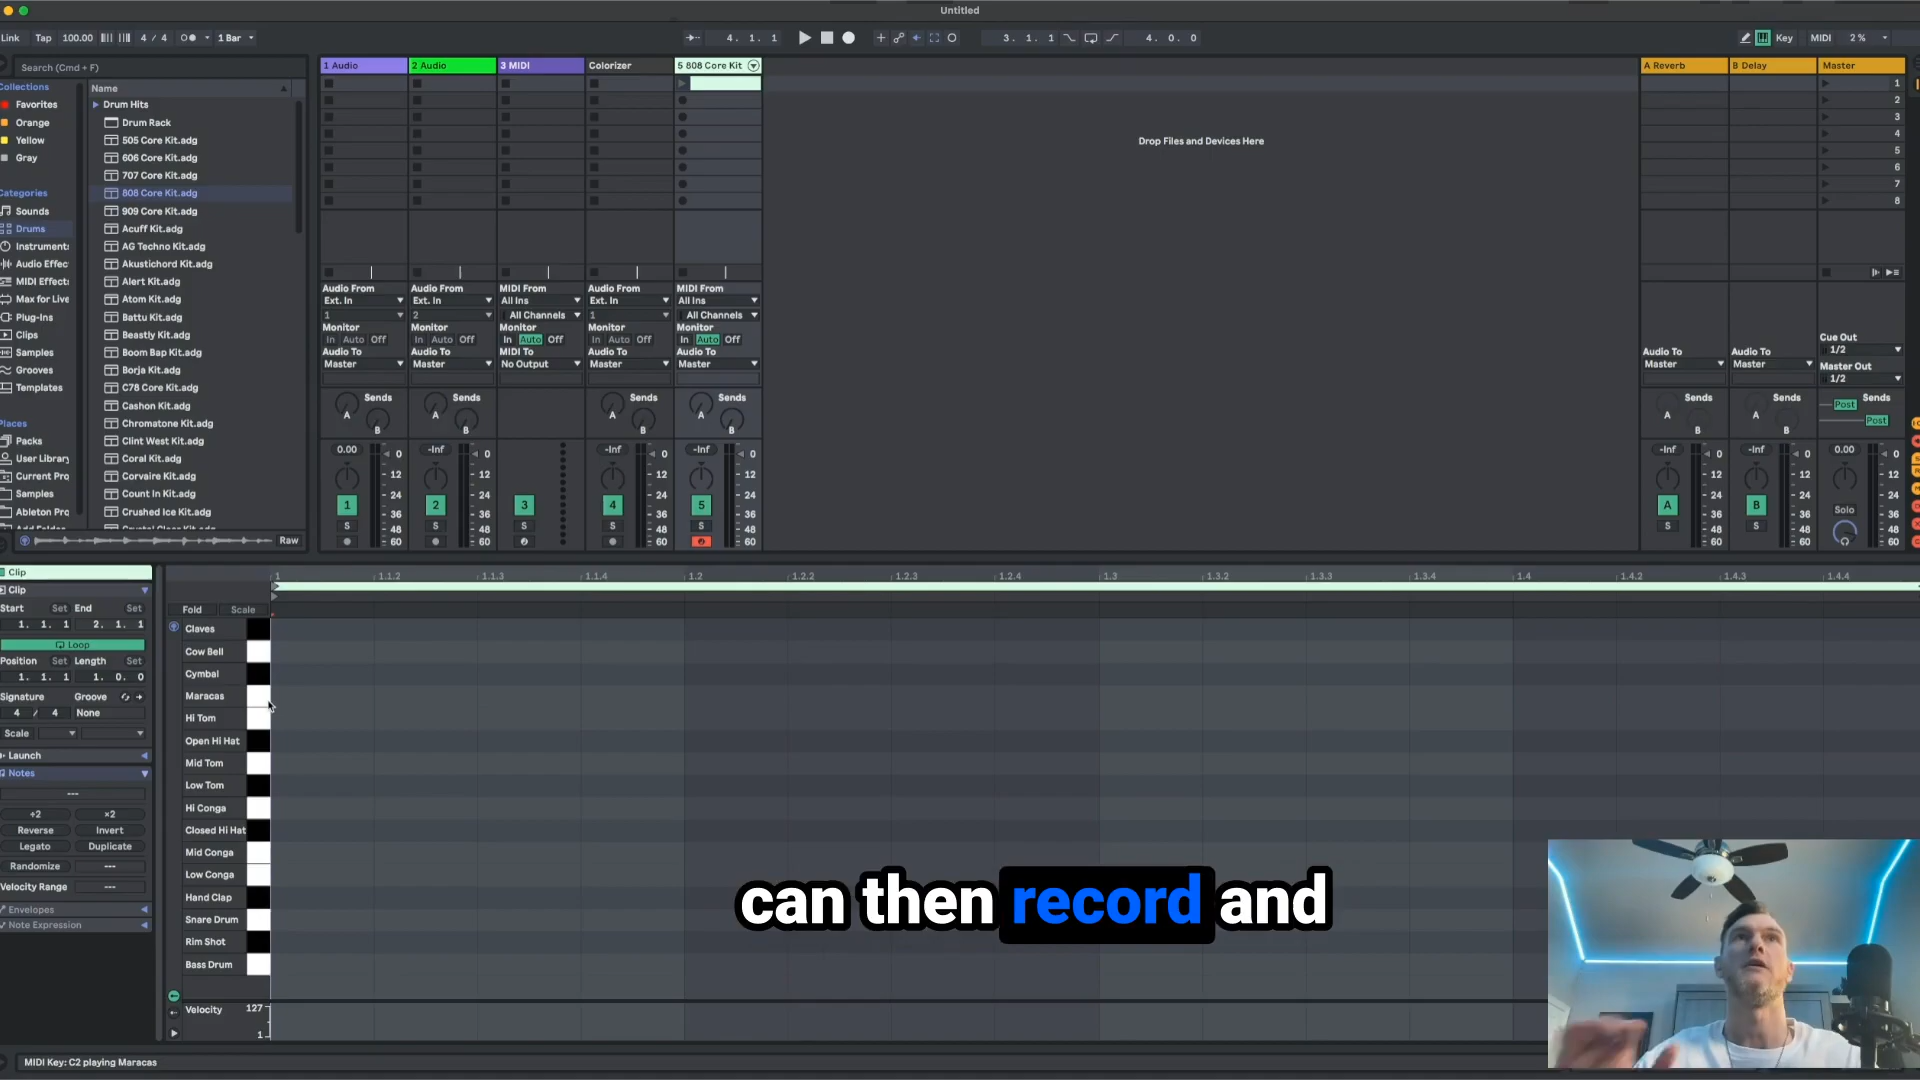 Untitled
Link Tap 100.00 4 / 4 1 Bar 4. 1. 1 3. 1. 1 4. 0. 0 Key MIDI 2 %
Search (Cmd + F)
Collections
Favorites
Orange
Yellow
Gray
Categories
Sounds
Drums
Instrument:
Audio Effec
MIDI Effect:
Max for Live
Plug-Ins
Clips
Samples
Grooves
Templates
Places
Packs
User Library
Current Pro
Samples
Ableton Pro
Name
Drum Hits
Drum Rack
505 Core Kit.adg
606 Core Kit.adg
707 Core Kit.adg
808 Core Kit.adg
909 Core Kit.adg
Acuff Kit.adg
AG Techno Kit.adg
Akustichord Kit.adg
Alert Kit.adg
Atom Kit.adg
Battu Kit.adg
Beastly Kit.adg
Boom Bap Kit.adg
Borja Kit.adg
C78 Core Kit.adg
Cashon Kit.adg
Chromatone Kit.adg
Clint West Kit.adg
Coral Kit.adg
Corvaire Kit.adg
Count In Kit.adg
Crushed Ice Kit.adg
Raw
1 Audio 2 Audio 3 MIDI Colorizer 5 808 Core Kit A Reverb B Delay Master
1
2
3
4
5
6
7
8
Drop Files and Devices Here
Audio From Audio From MIDI From Audio From MIDI From
Ext. In Ext. In All Ins Ext. In All Ins
1 2 All Channels 1 All Channels
Monitor Monitor Monitor Monitor Monitor
In Auto Off In Auto Off In Auto Off In Auto Off In Auto Off
Audio To Audio To MIDI To Audio To Audio To
Master Master No Output Master Master
Audio To Audio To
Master Master
Cue Out
1/2
Master Out
1/2
Sends Sends Sends Sends Sends Sends Sends
A A A A A A Post
B B B B B B Post
0.00 -Inf -Inf -Inf -Inf -Inf 0.00
0 0 0 0 0 0 0
12 12 12 12 12 12 12
24 24 24 24 24 24 24
36 36 36 36 36 36 36
48 48 48 48 48 48 48
60 60 60 60 60 60 60
1 2 3 4 5 A B Solo
S S S S S S S
Clip
Clip
Start Set End Set
1. 1. 1 2. 1. 1
Loop
Position Set Length Set
1. 1. 1 1. 0. 0
Signature Groove
4 / 4 None
Scale
Launch
Notes
---
÷2 ×2
Reverse Invert
Legato Duplicate
Randomize ---
Velocity Range ---
Envelopes
Note Expression
1 1.1.2 1.1.3 1.1.4 1.2 1.2.2 1.2.3 1.2.4 1.3 1.3.2 1.3.3 1.3.4 1.4 1.4.2 1.4.3 1.4.4
Fold Scale
Claves
Cow Bell
Cymbal
Maracas
Hi Tom
Open Hi Hat
Mid Tom
Low Tom
Hi Conga
Closed Hi Hat
Mid Conga
Low Conga
Hand Clap
Snare Drum
Rim Shot
Bass Drum
Velocity 127
1
can then record and
MIDI Key: C2 playing Maracas